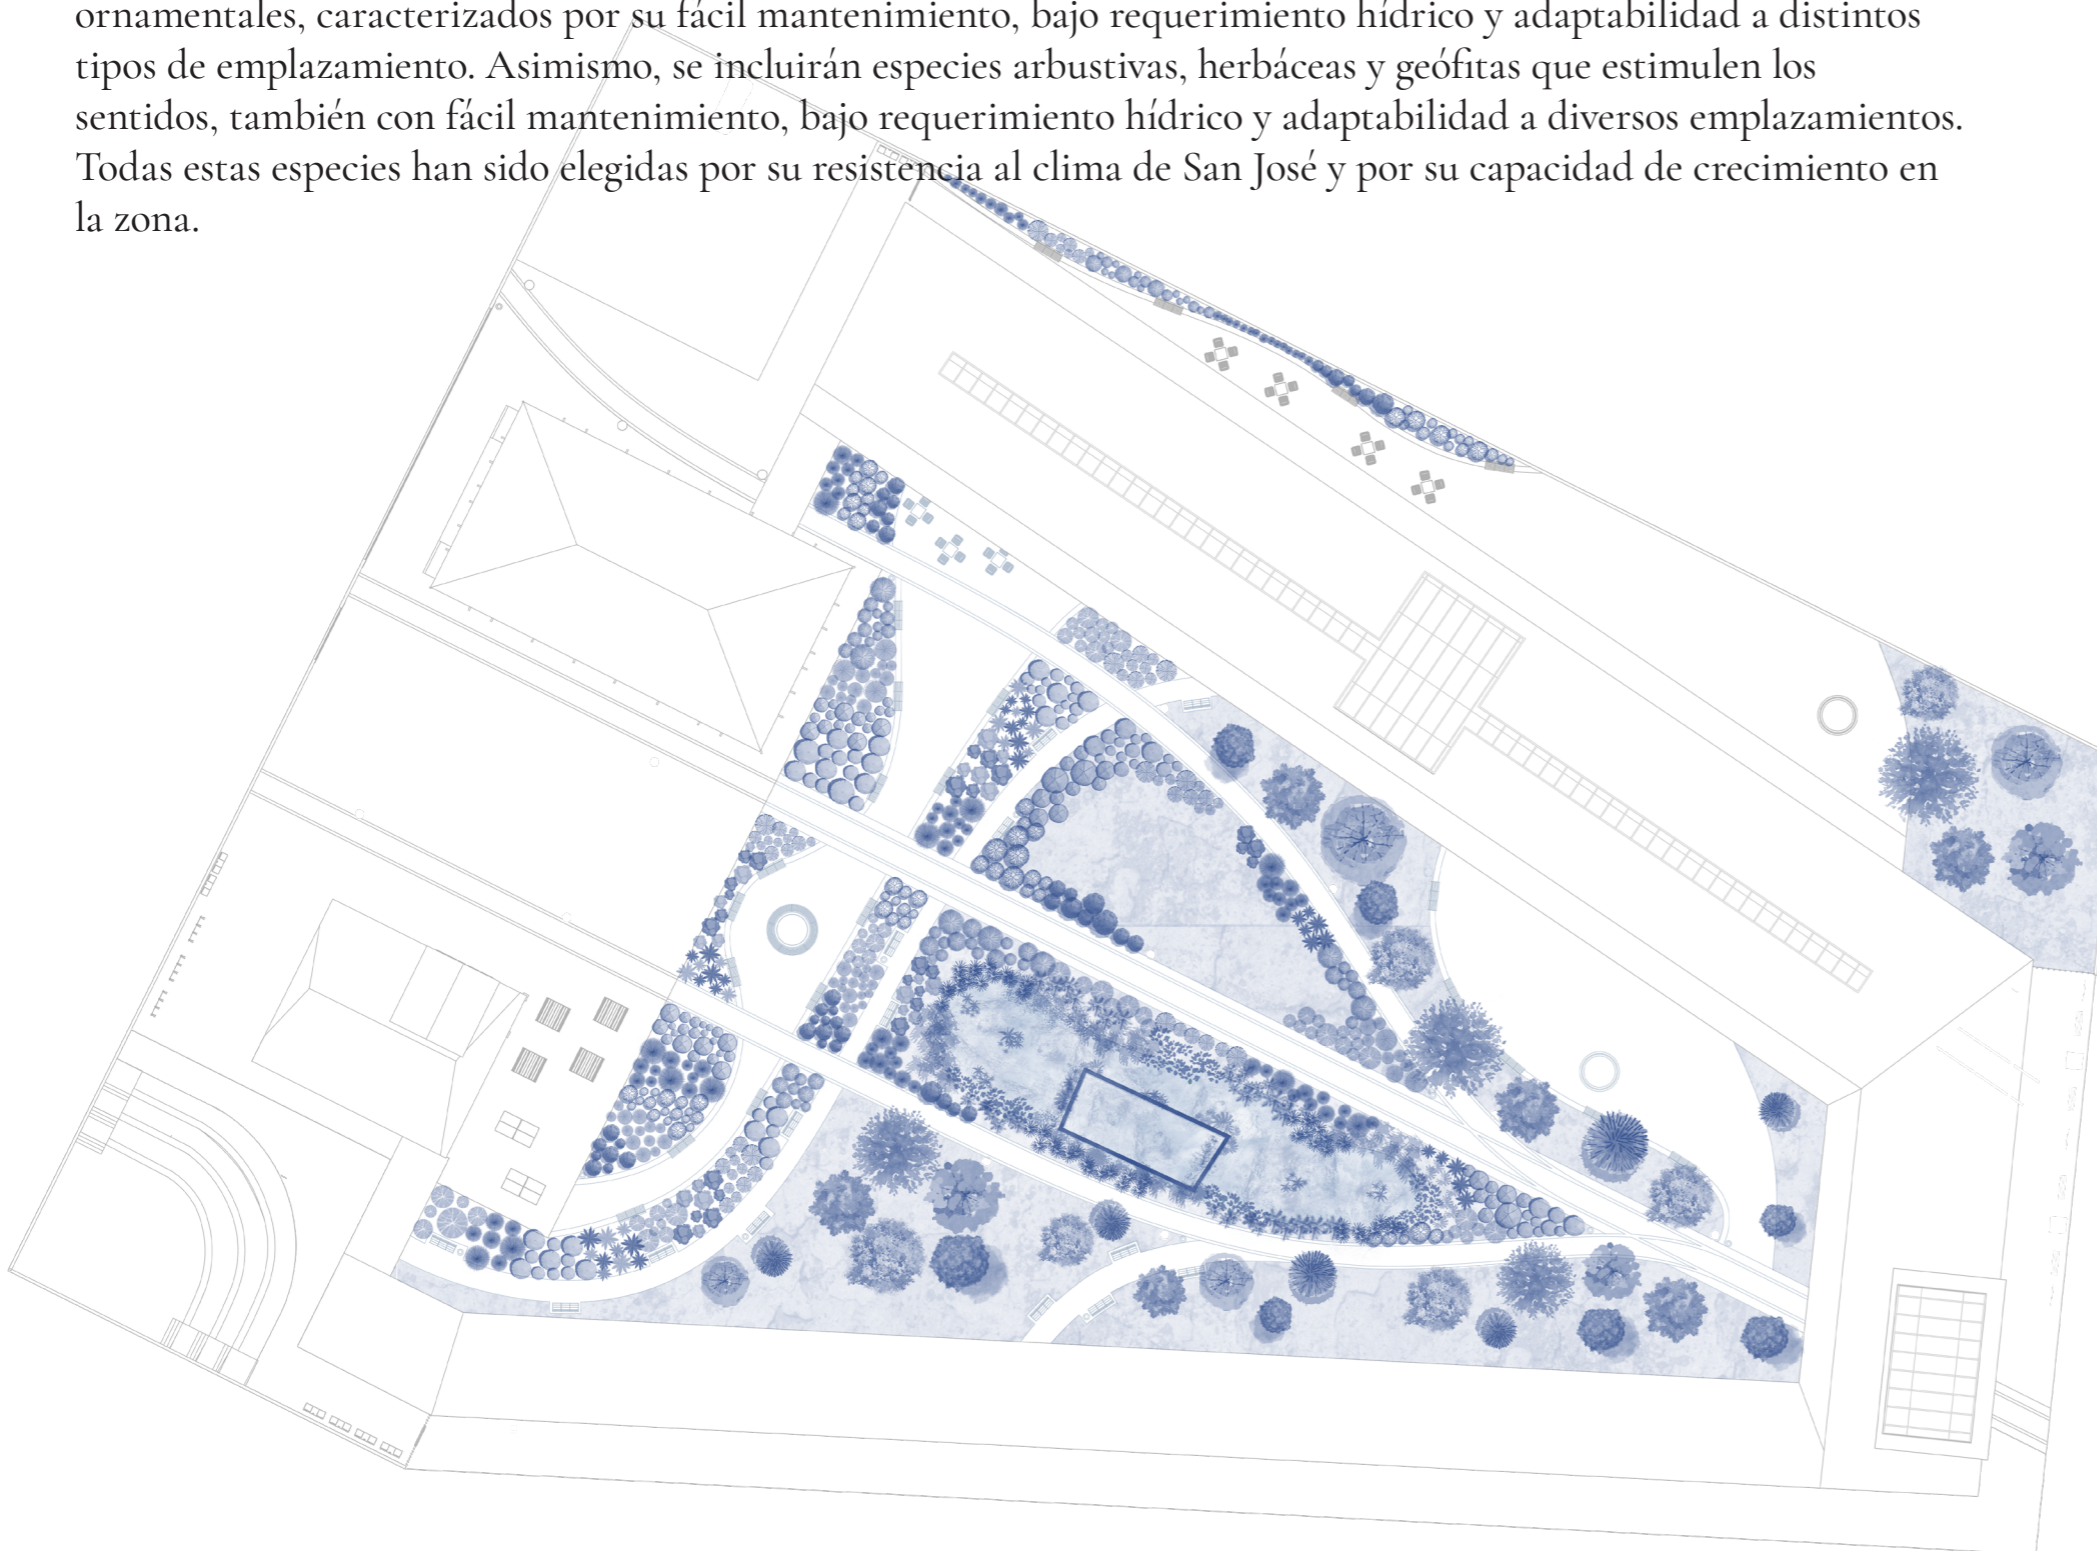 ornamentales, caracterizados por su fácil mantenimiento, bajo requerimiento hídrico y adaptabilidad a distintos
tipos de emplazamiento. Asimismo, se incluirán especies arbustivas, herbáceas y geófitas que estimulen los
sentidos, también con fácil mantenimiento, bajo requerimiento hídrico y adaptabilidad a diversos emplazamientos.
Todas estas especies han sido elegidas por su resistencia al clima de San José y por su capacidad de crecimiento en
la zona.